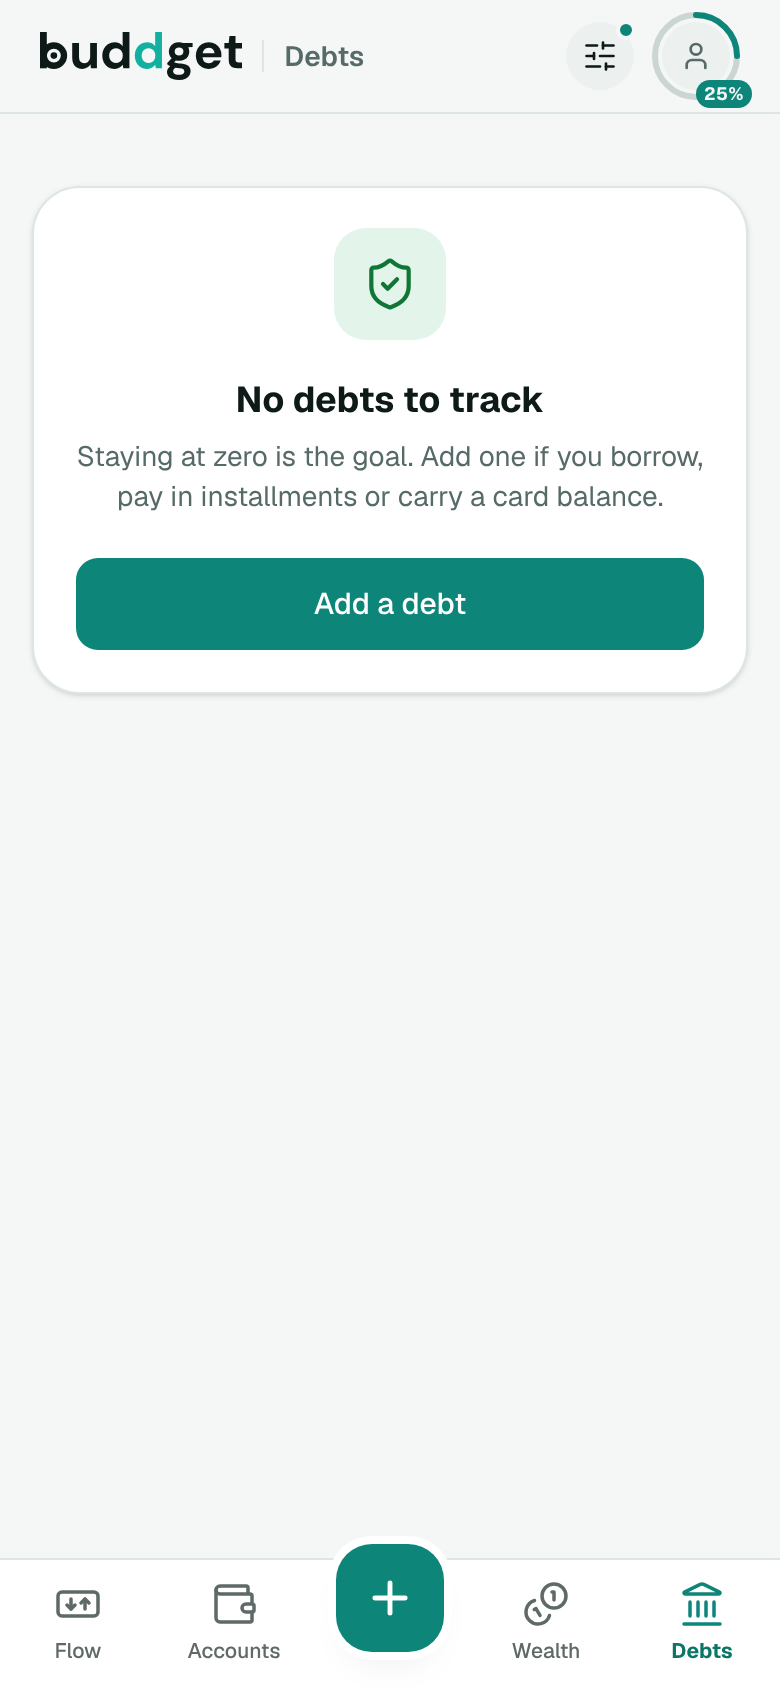 buddget
Debts
25%
No debts to track
Staying at zero is the goal. Add one if you borrow,
pay in installments or carry a card balance.
Add a debt
Flow
Accounts
Wealth
Debts